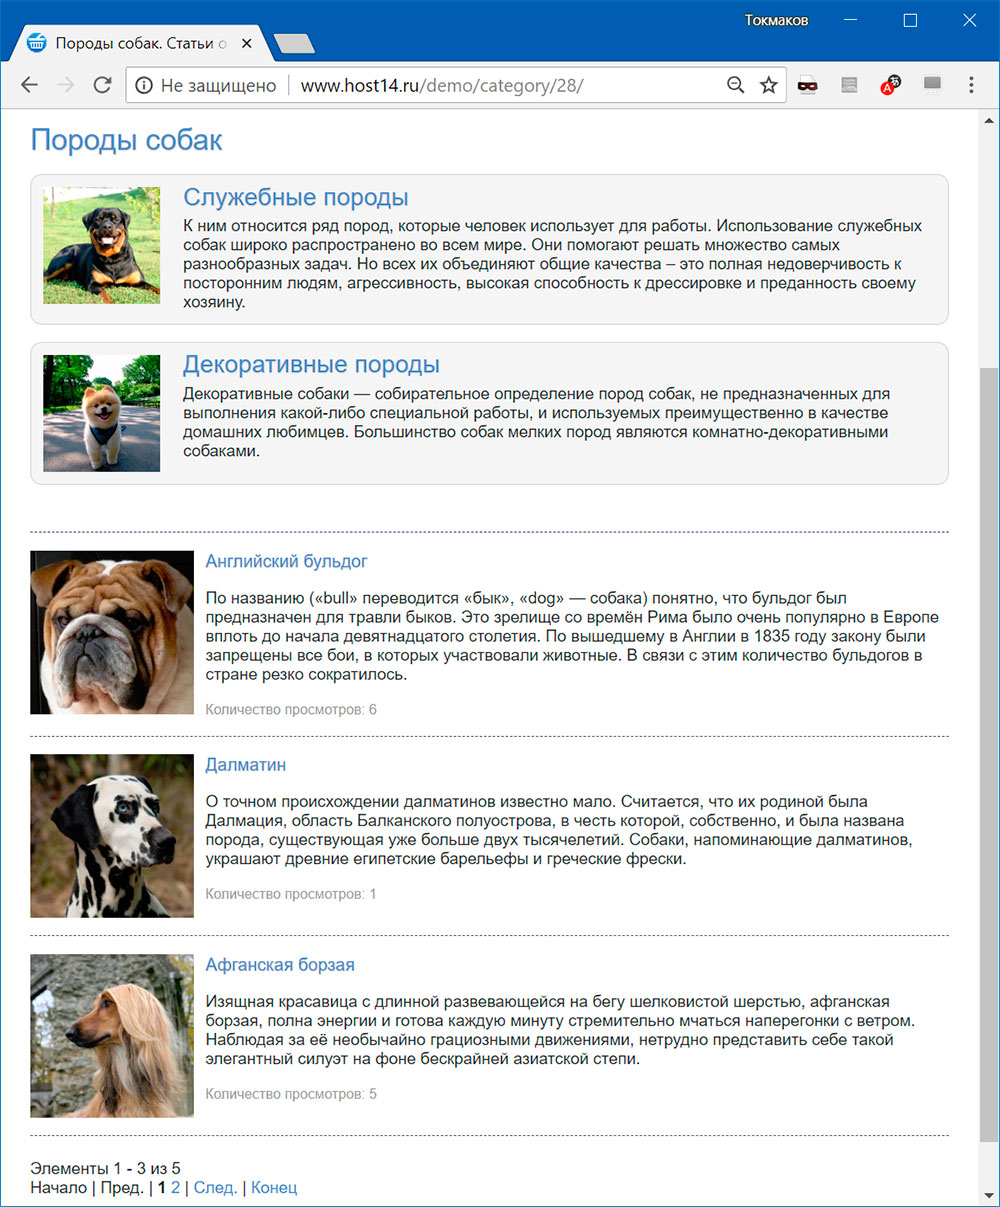 Токмаков
Породы собак. Статьи о
Не защищено www.host14.ru/demo/category/28/
Породы собак
Служебные породы
К ним относится ряд пород, которые человек использует для работы. Использование служебных
собак широко распространено во всем мире. Они помогают решать множество самых
разнообразных задач. Но всех их объединяют общие качества – это полная недоверчивость к
посторонним людям, агрессивность, высокая способность к дрессировке и преданность своему
хозяину.
Декоративные породы
Декоративные собаки — собирательное определение пород собак, не предназначенных для
выполнения какой-либо специальной работы, и используемых преимущественно в качестве
домашних любимцев. Большинство собак мелких пород являются комнатно-декоративными
собаками.
Английский бульдог
По названию («bull» переводится «бык», «dog» — собака) понятно, что бульдог был
предназначен для травли быков. Это зрелище со времён Рима было очень популярно в Европе
вплоть до начала девятнадцатого столетия. По вышедшему в Англии в 1835 году закону были
запрещены все бои, в которых участвовали животные. В связи с этим количество бульдогов в
стране резко сократилось.
Количество просмотров: 6
Далматин
О точном происхождении далматинов известно мало. Считается, что их родиной была
Далмация, область Балканского полуострова, в честь которой, собственно, и была названа
порода, существующая уже больше двух тысячелетий. Собаки, напоминающие далматинов,
украшают древние египетские барельефы и греческие фрески.
Количество просмотров: 1
Афганская борзая
Изящная красавица с длинной развевающейся на бегу шелковистой шерстью, афганская
борзая, полна энергии и готова каждую минуту стремительно мчаться наперегонки с ветром.
Наблюдая за её необычайно грациозными движениями, нетрудно представить себе такой
элегантный силуэт на фоне бескрайней азиатской степи.
Количество просмотров: 5
Элементы 1 - 3 из 5
Начало | Пред. | 1 2 | След. | Конец